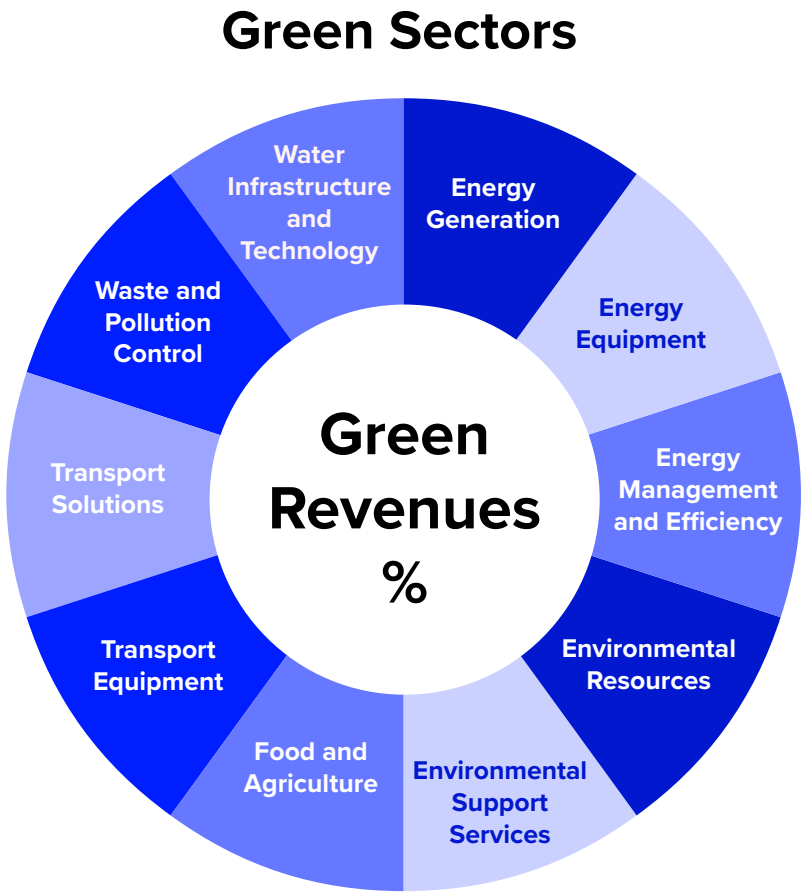 Green Sectors
Water
Infrastructure
and
Technology
Energy
Generation
Energy
Equipment
Energy
Management
and Efficiency
Environmental
Resources
Environmental
Support
Services
Food and
Agriculture
Transport
Equipment
Transport
Solutions
Waste and
Pollution
Control
Green
Revenues
%